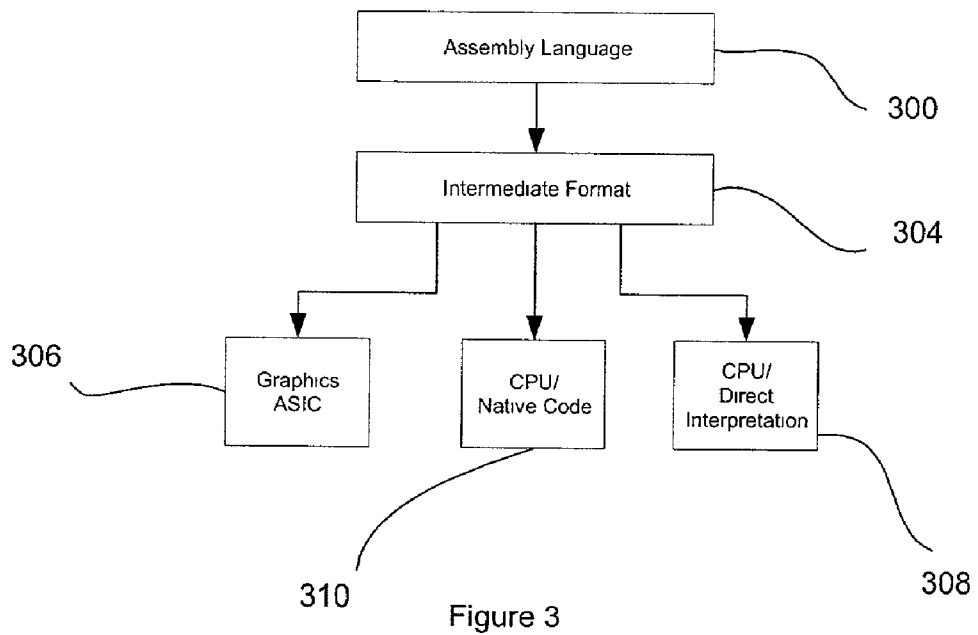 Assembly Language
300
Intermediate Format
304
306
Graphics
ASIC
CPU/
Native Code
CPU/
Direct
Interpretation
310
308
Figure 3